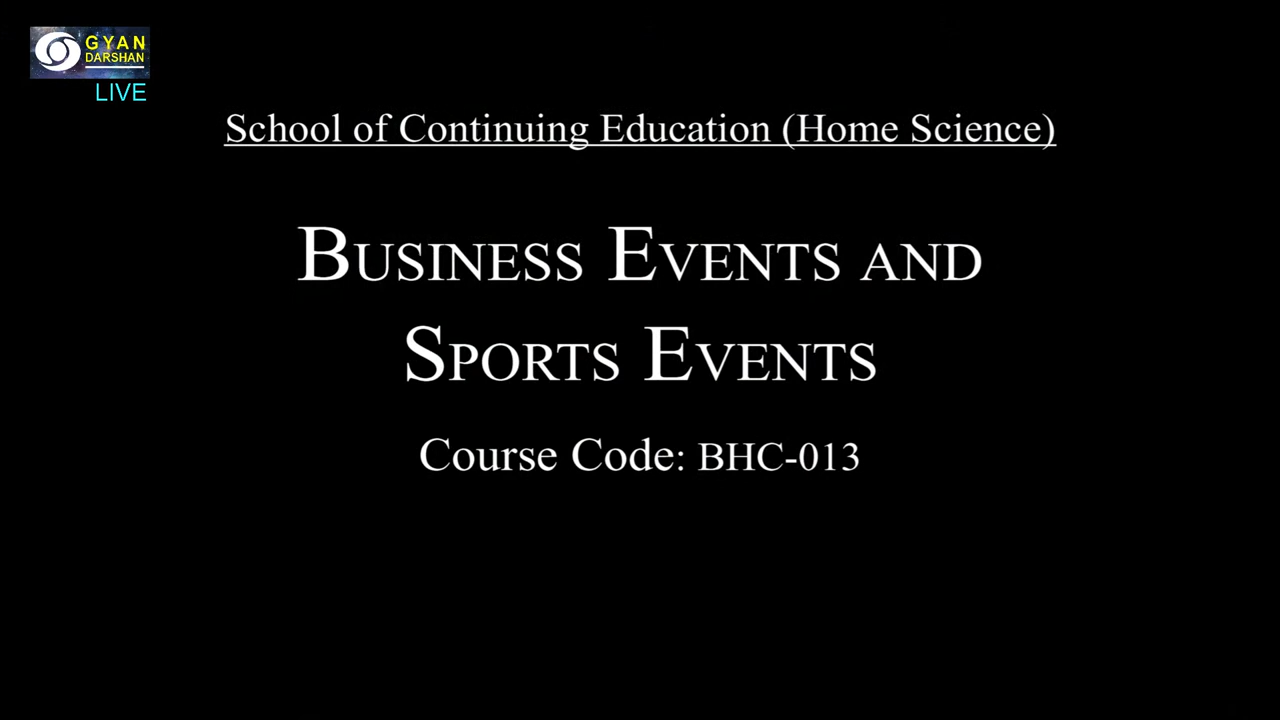 GYAN
DARSHAN
LIVE
School of Continuing Education (Home Science)
BUSINESS EVENTS AND
SPORTS EVENTS
Course Code: BHC-013